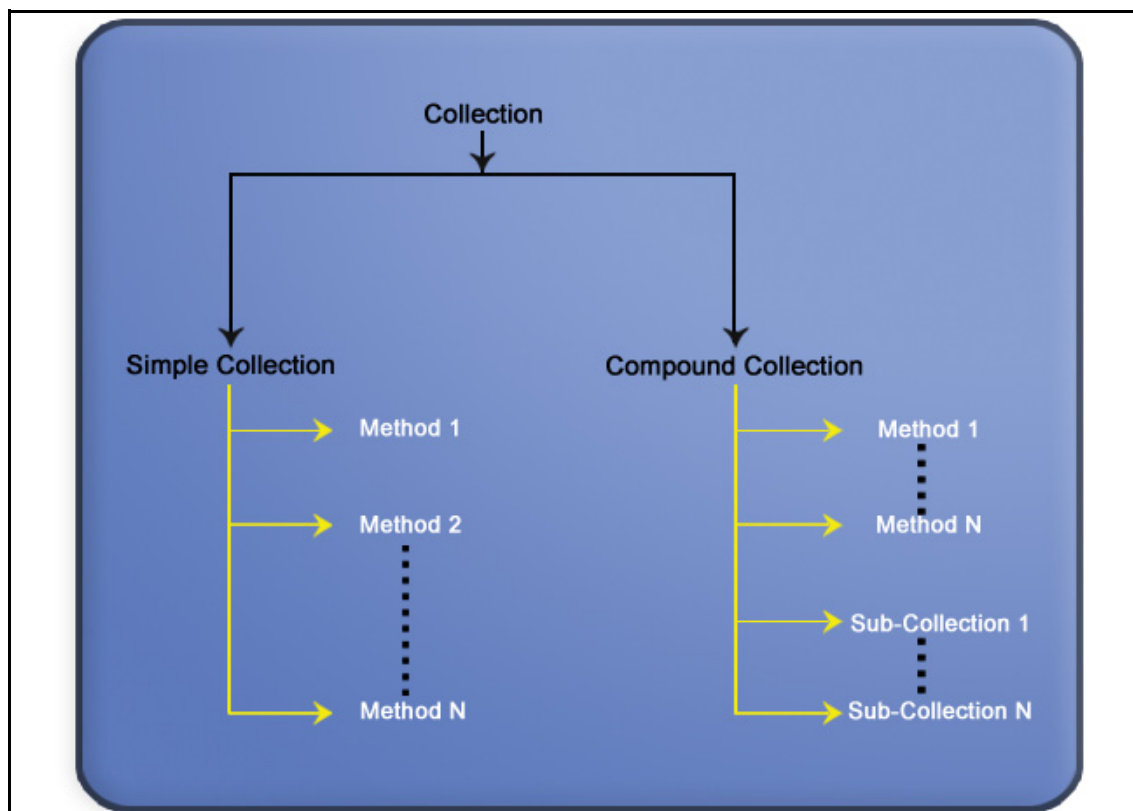 Collection
Simple Collection
Method 1
Method 2
Method N
Compound Collection
Method 1
Method N
Sub-Collection 1
Sub-Collection N